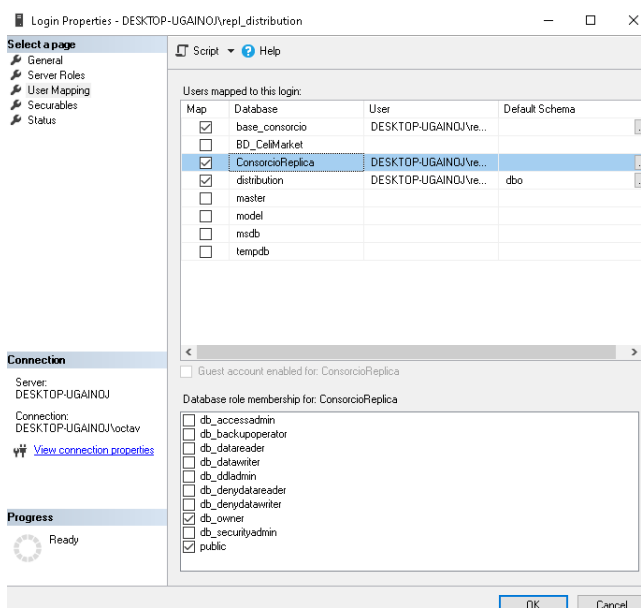 Login Properties - DESKTOP-UGAINOJ\repl_distribution
Select a page
General
Server Roles
User Mapping
Securables
Status
Script Help
Users mapped to this login:
Map Database User Default Schema
base_consorcio DESKTOP-UGAINOJ\re...
BD_CeliMarket
ConsorcioReplica DESKTOP-UGAINOJ\re...
distribution DESKTOP-UGAINOJ\re... dbo
master
model
msdb
tempdb
Guest account enabled for: ConsorcioReplica
Database role membership for: ConsorcioReplica
db_accessadmin
db_backupoperator
db_datareader
db_datawriter
db_ddladmin
db_denydatareader
db_denydatawriter
db_owner
db_securityadmin
public
Connection
Server:
DESKTOP-UGAINOJ
Connection:
DESKTOP-UGAINOJ\octav
View connection properties
Progress
Ready
OK Cancel